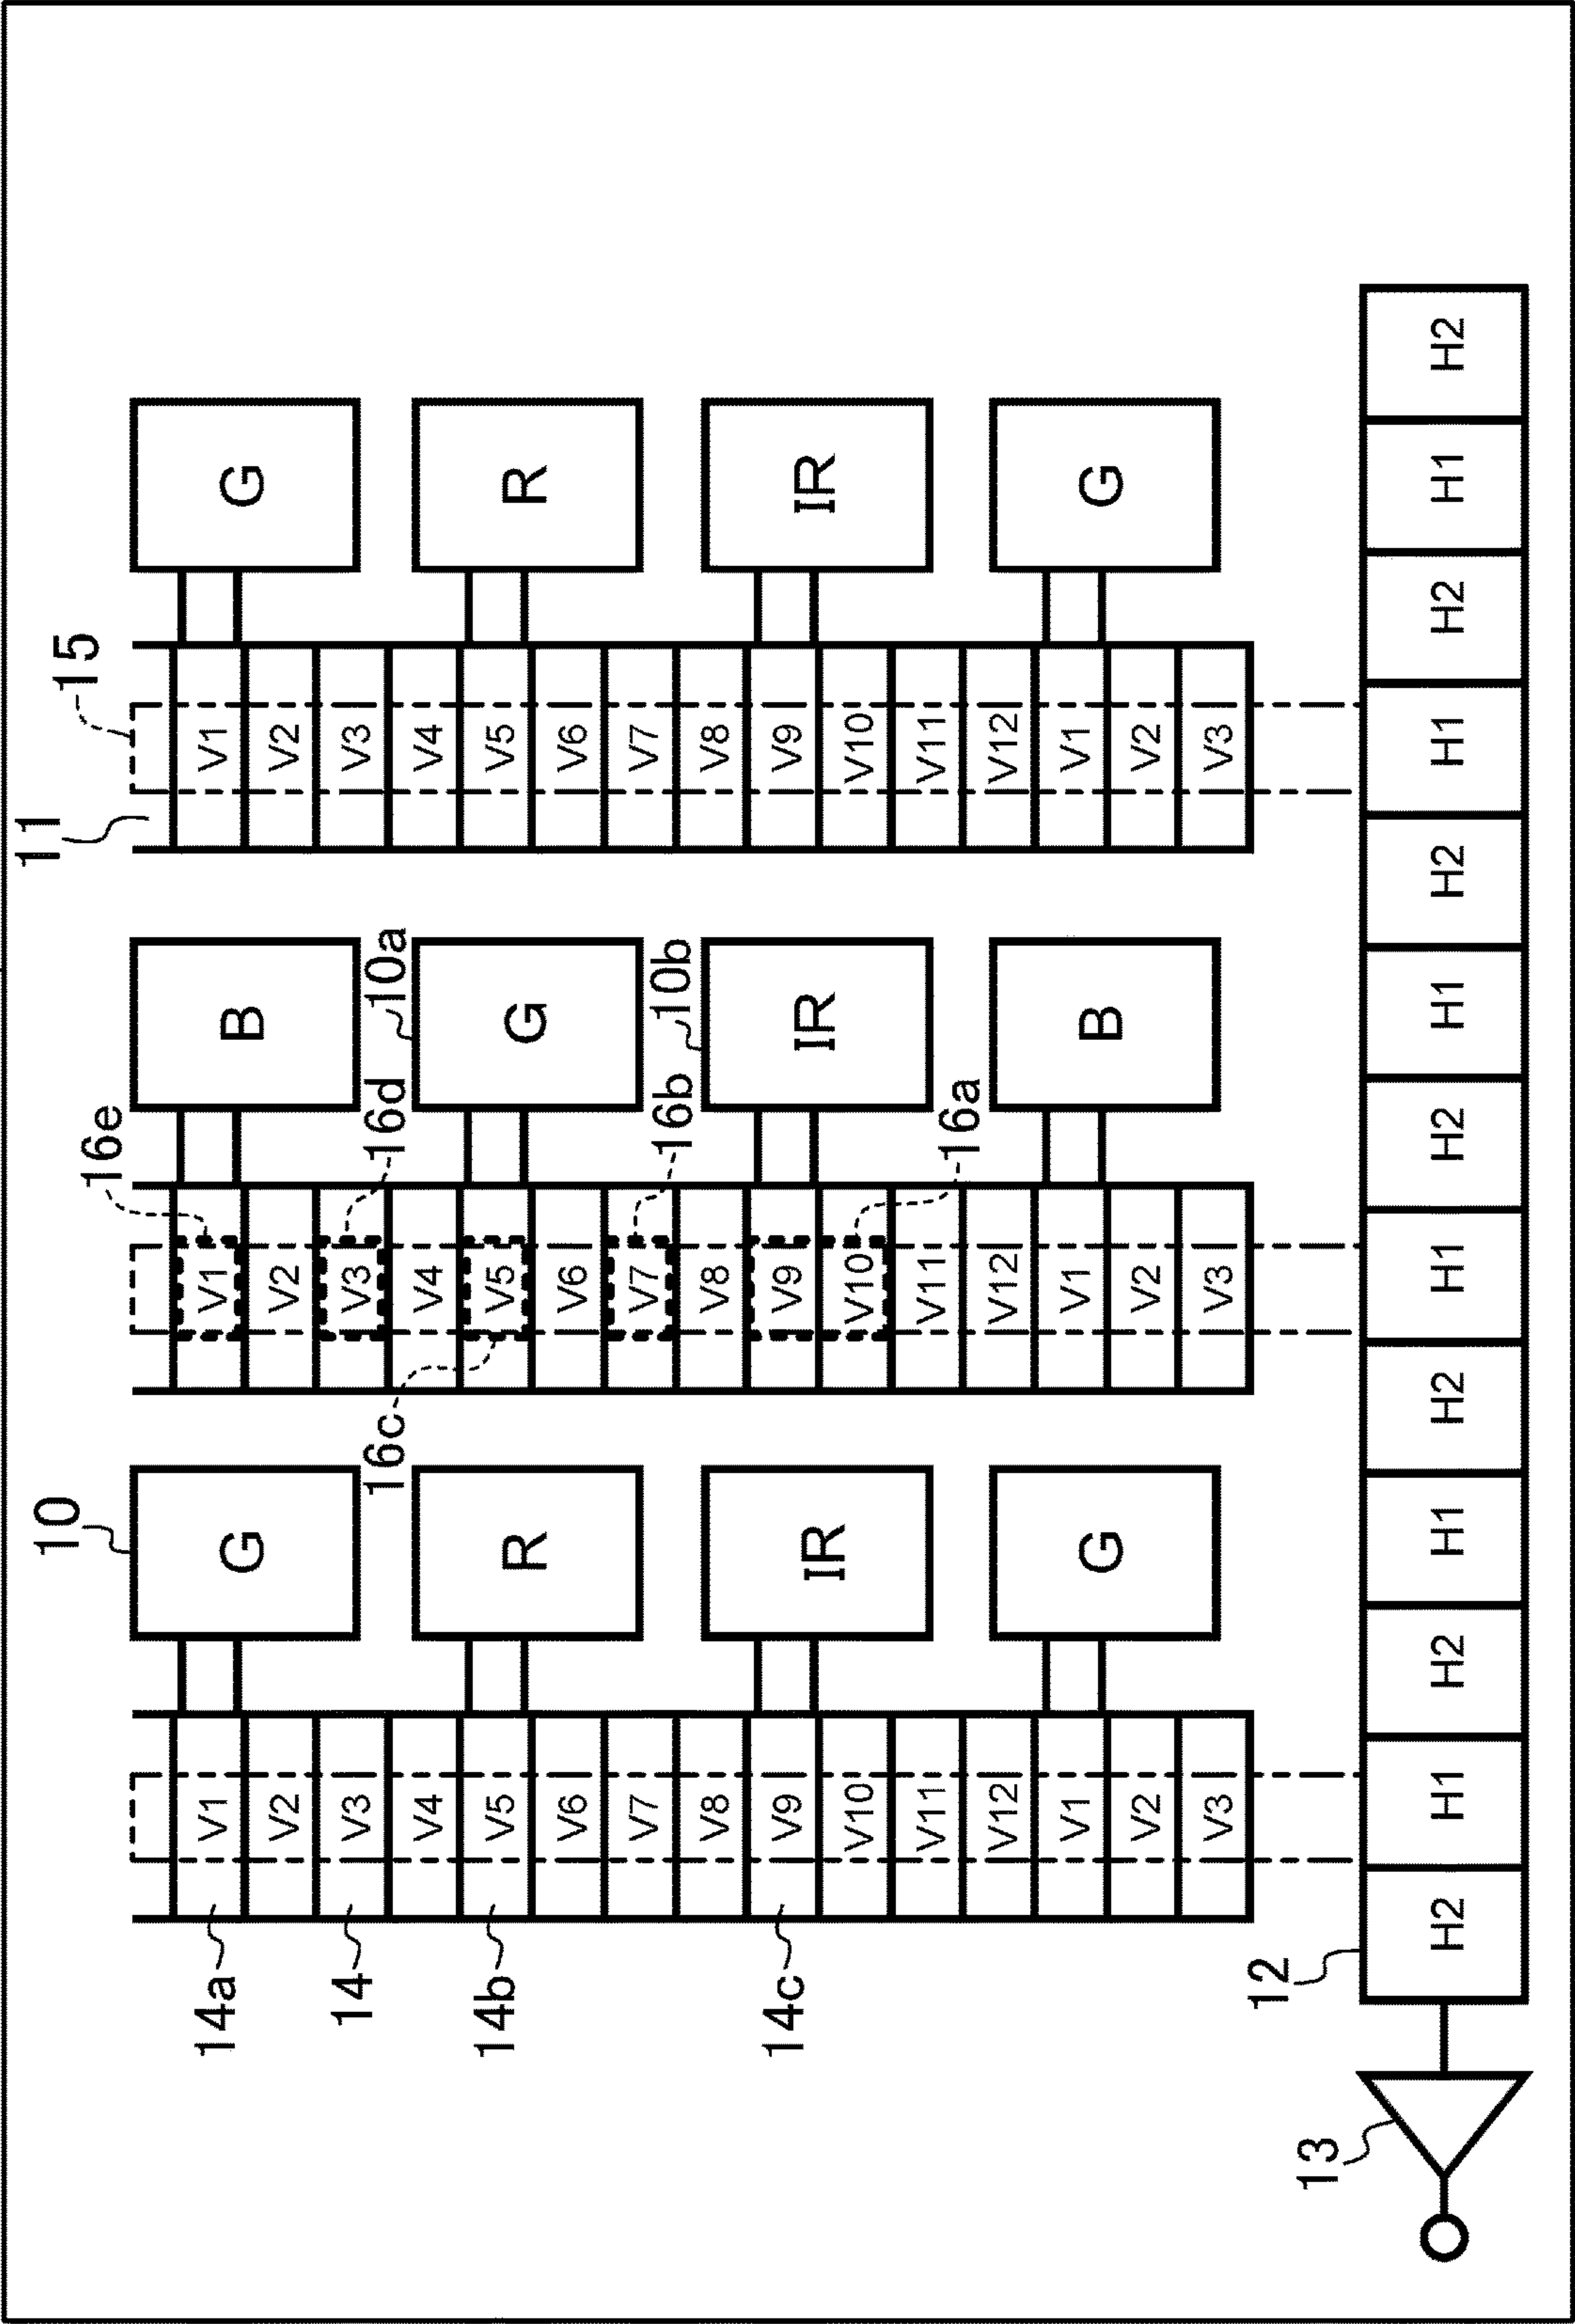 10 11 15
16e
14a V1 G V1 B V1 G
V2 V2 V2
14 V3 V3 16d V3
16c 10a
V4 V4 V4
14b V5 R V5 G V5 R
V6 V6 V6
V7 V7 16b 10b V7
V8 V8 V8
14c V9 IR V9 IR V9 IR
V10 V10 16a V10
V11 V11 V11
V12 V12 V12
V1 G V1 B V1 G
V2 V2 V2
V3 V3 V3
12
13
H2 H1 H2 H1 H2 H1 H2 H1 H2 H1 H2 H1 H2